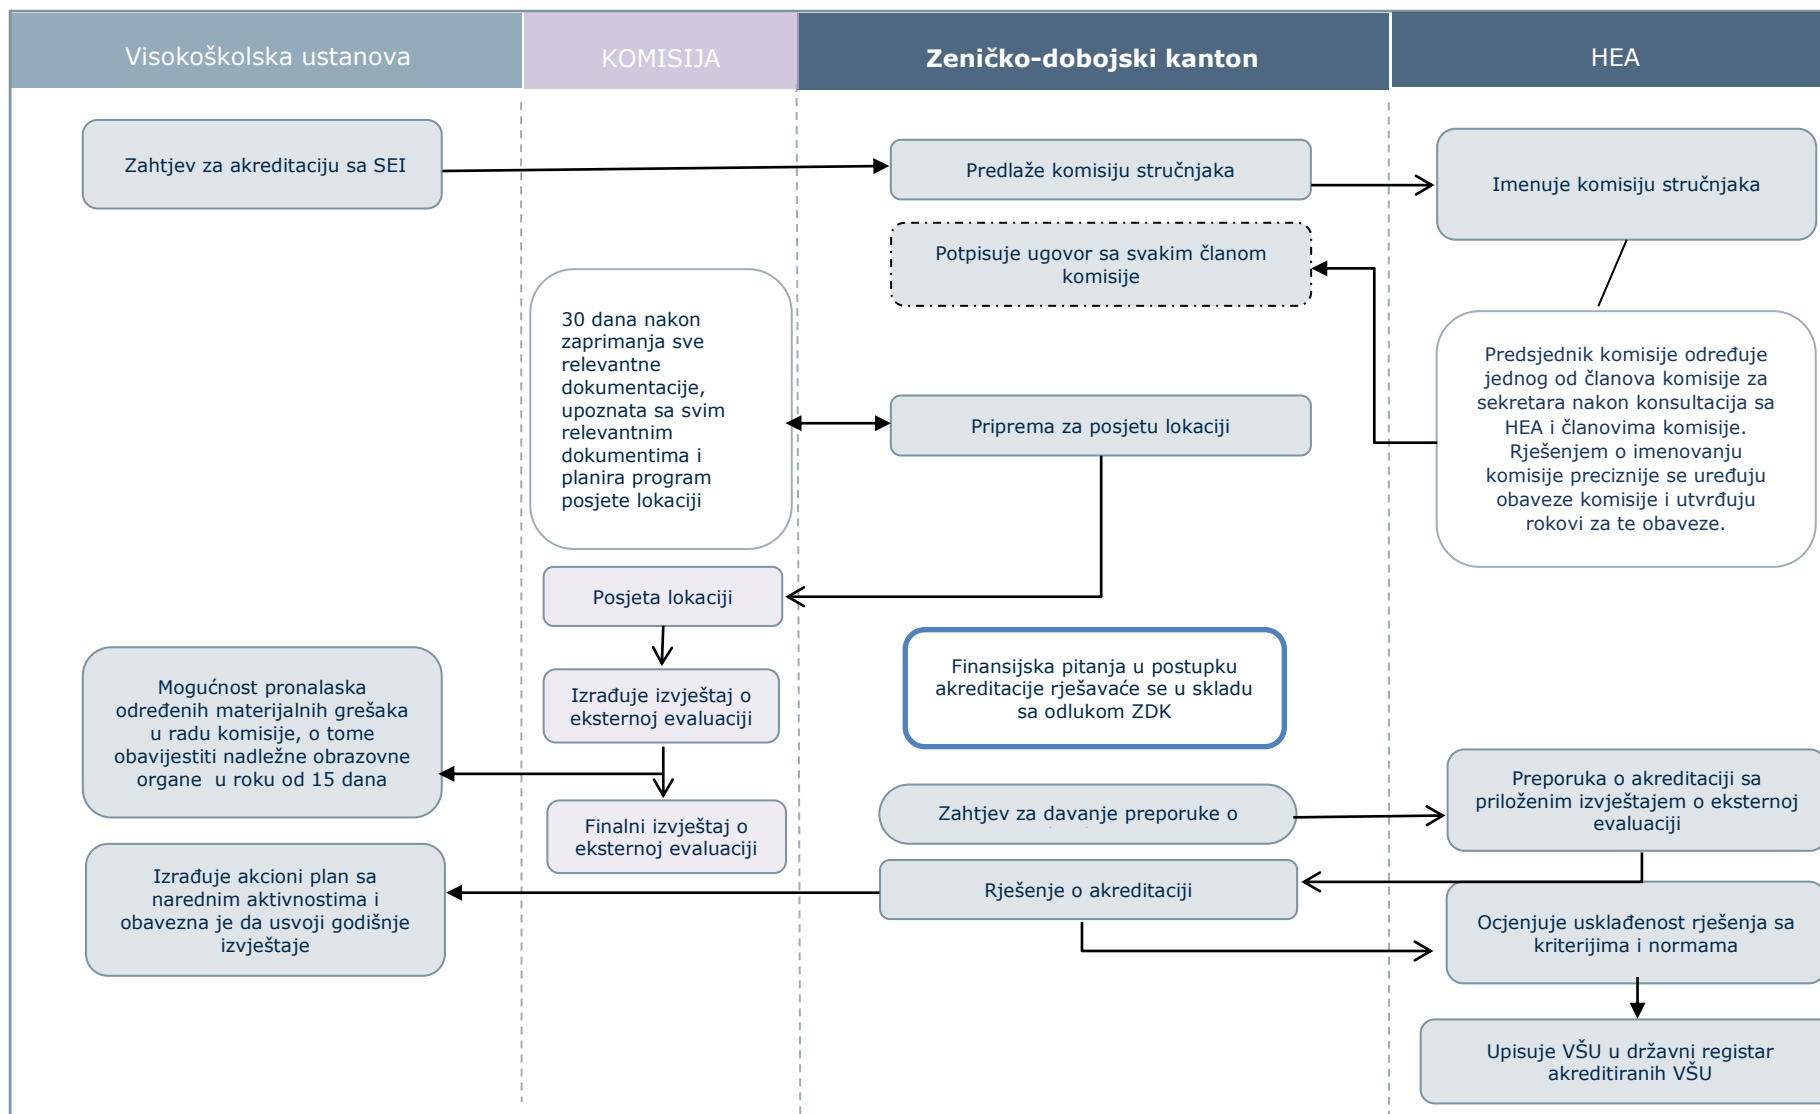 Visokoškolska ustanova
KOMISIJA
Zeničko-dobojski kanton
HEA
Zahtjev za akreditaciju sa SEI
Predlaže komisiju stručnjaka
Imenuje komisiju stručnjaka
Potpisuje ugovor sa svakim članom
komisije
30 dana nakon
zaprimanja sve
relevantne
dokumentacije,
upoznata sa svim
relevantnim
dokumentima i
planira program
posjete lokaciji
Priprema za posjetu lokaciji
Predsjednik komisije određuje
jednog od članova komisije za
sekretara nakon konsultacija sa
HEA i članovima komisije.
Rješenjem o imenovanju
komisije preciznije se uređuju
obaveze komisije i utvrđuju
rokovi za te obaveze.
Posjeta lokaciji
Izrađuje izvještaj o
eksternoj evaluaciji
Finansijska pitanja u postupku
akreditacije rješavaće se u skladu
sa odlukom ZDK
Mogućnost pronalaska
određenih materijalnih grešaka
u radu komisije, o tome
obavijestiti nadležne obrazovne
organe  u roku od 15 dana
Finalni izvještaj o
eksternoj evaluaciji
Zahtjev za davanje preporuke o
Preporuka o akreditaciji sa
priloženim izvještajem o eksternoj
evaluaciji
Izrađuje akcioni plan sa
narednim aktivnostima i
obavezna je da usvoji godišnje
izvještaje
Rješenje o akreditaciji
Ocjenjuje usklađenost rješenja sa
kriterijima i normama
Upisuje VŠU u državni registar
akreditiranih VŠU